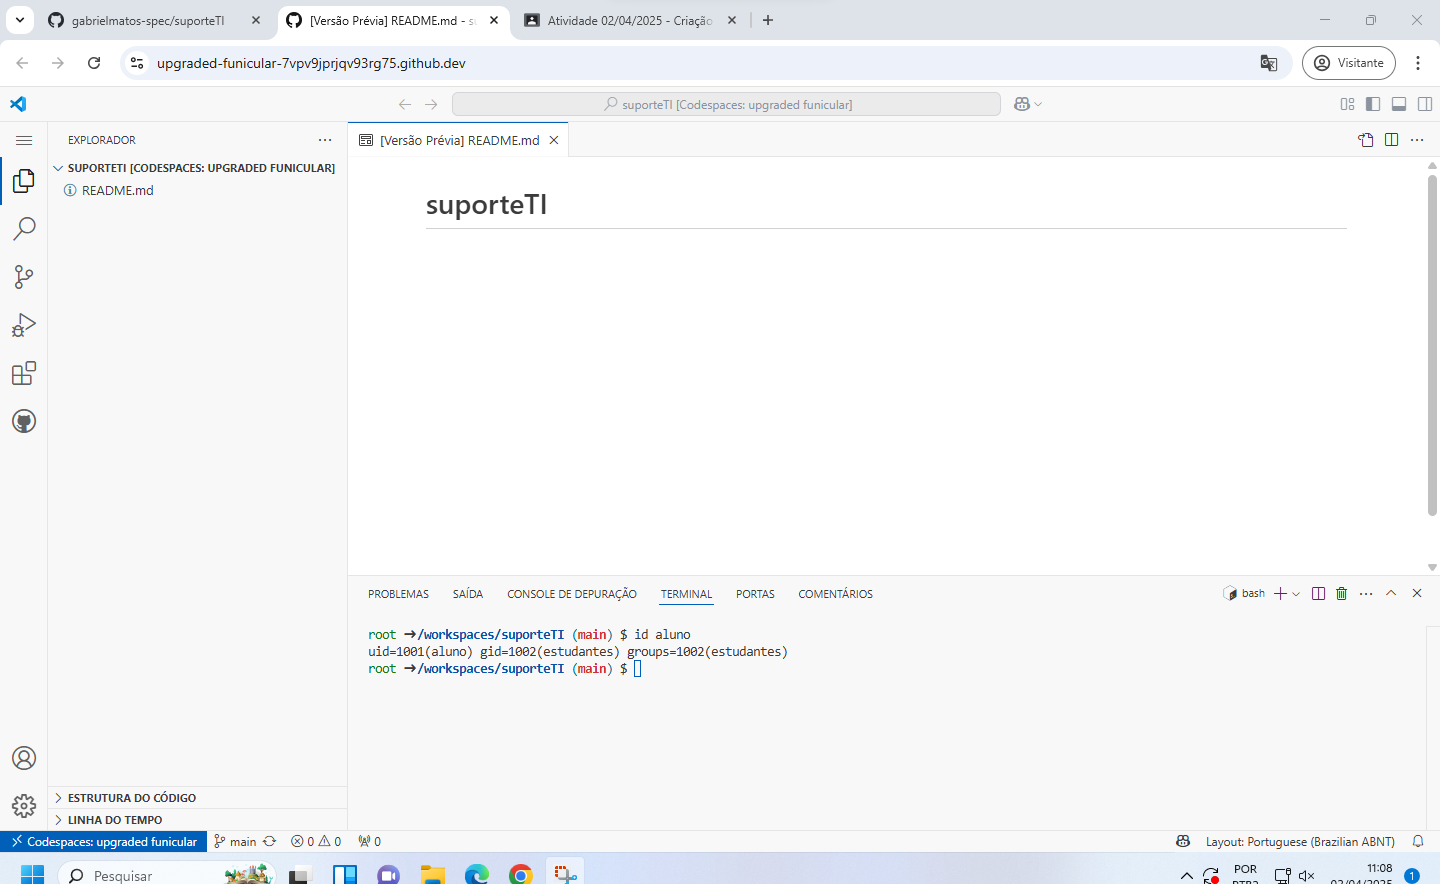 gabrielmatos-spec/suporteTI
[Versão Prévia] README.md - su
Atividade 02/04/2025 - Criação
upgraded-funicular-7vpv9jprjqv93rg75.github.dev
Visitante
suporteTI [Codespaces: upgraded funicular]
EXPLORADOR
SUPORTETI [CODESPACES: UPGRADED FUNICULAR]
README.md
[Versão Prévia] README.md
suporteTI
PROBLEMAS SAÍDA CONSOLE DE DEPURAÇÃO TERMINAL PORTAS COMENTÁRIOS
bash
root ➜/workspaces/suporteTI (main) $ id aluno
uid=1001(aluno) gid=1002(estudantes) groups=1002(estudantes)
root ➜/workspaces/suporteTI (main) $
ESTRUTURA DO CÓDIGO
LINHA DO TEMPO
Codespaces: upgraded funicular main 0 0 0 Layout: Portuguese (Brazilian ABNT)
Pesquisar
POR
PTB2
11:08
02/04/2025
1